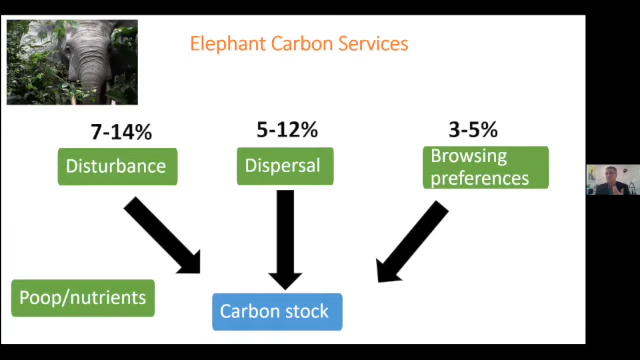 Elephant Carbon Services
7-14%
5-12%
3-5%
Disturbance
Dispersal
Browsing
preferences
Poop/nutrients
Carbon stock